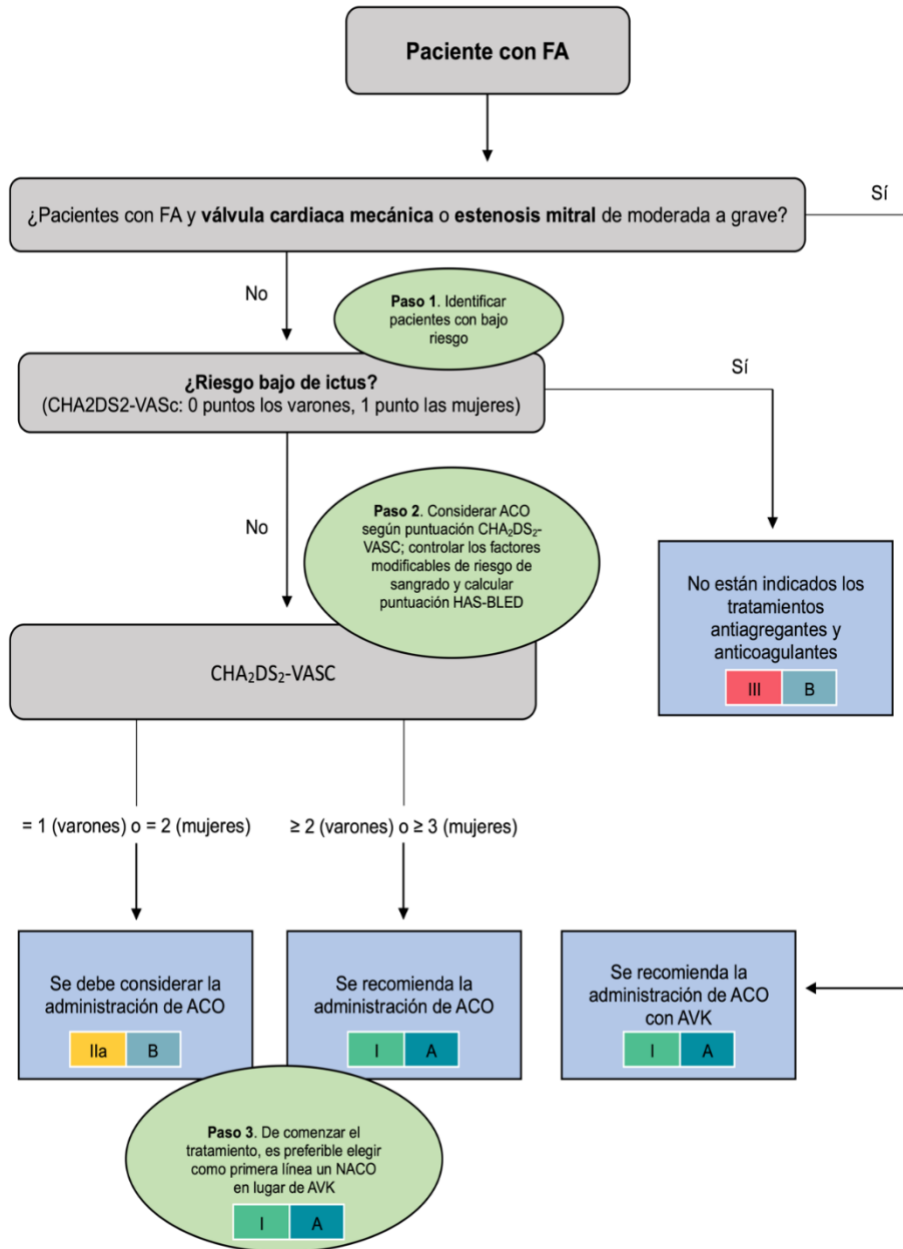 Paciente con FA
¿Pacientes con FA y válvula cardiaca mecánica o estenosis mitral de moderada a grave?
Sí
No
Paso 1. Identificar
pacientes con bajo
riesgo
¿Riesgo bajo de ictus?
(CHA2DS2-VASc: 0 puntos los varones, 1 punto las mujeres)
Sí
No
Paso 2. Considerar ACO
según puntuación CHA₂DS₂-
VASC; controlar los factores
modificables de riesgo de
sangrado y calcular
puntuación HAS-BLED
No están indicados los
tratamientos
antiagregantes y
anticoagulantes
III B
CHA₂DS₂-VASC
= 1 (varones) o = 2 (mujeres)
≥ 2 (varones) o ≥ 3 (mujeres)
Se debe considerar la
administración de ACO
IIa B
Se recomienda la
administración de ACO
I A
Se recomienda la
administración de ACO
con AVK
I A
Paso 3. De comenzar el
tratamiento, es preferible elegir
como primera línea un NACO
en lugar de AVK
I A